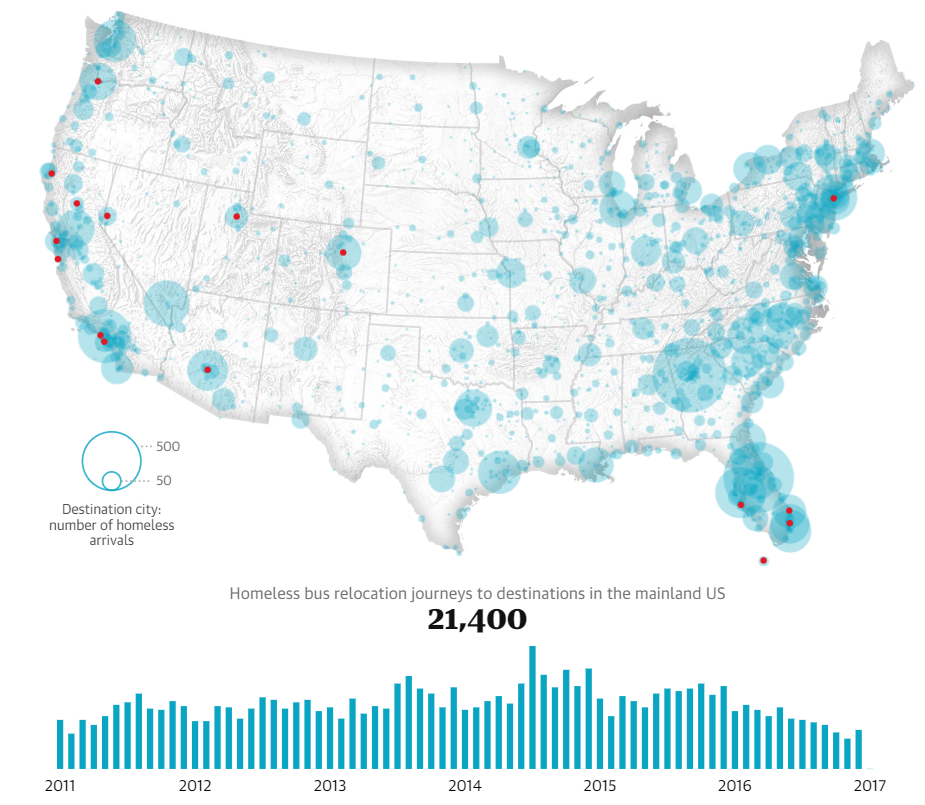 500
50
Destination city:
number of homeless
arrivals
Homeless bus relocation journeys to destinations in the mainland US
21,400
2011 2012 2013 2014 2015 2016 2017